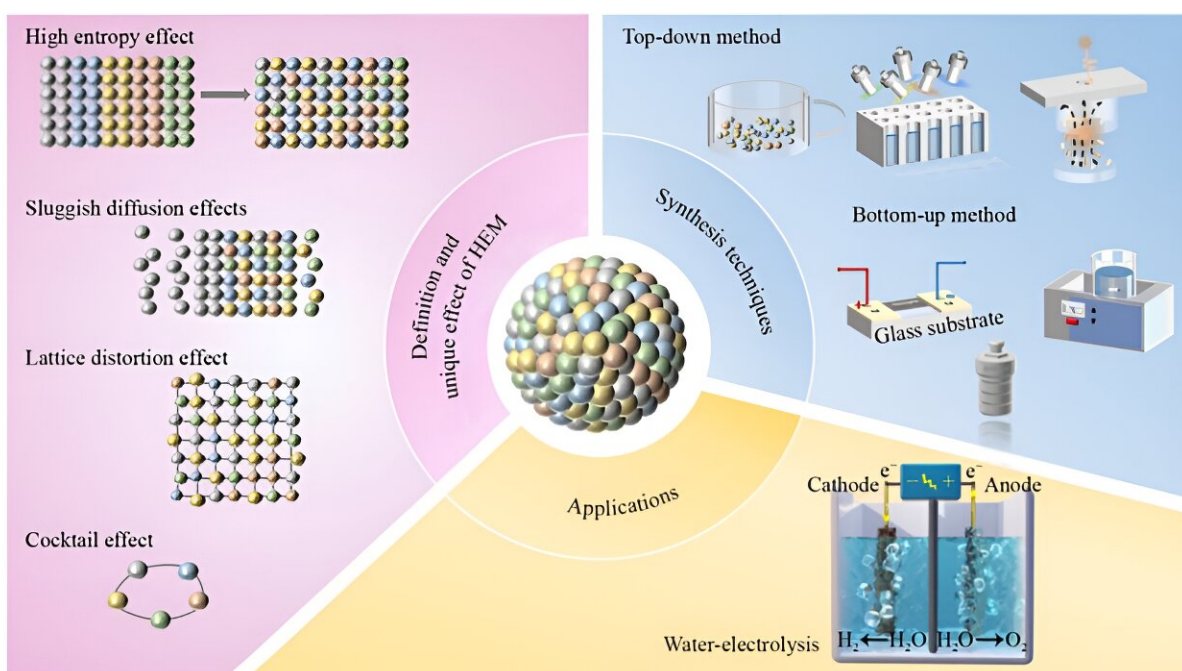 High entropy effect
Sluggish diffusion effects
Lattice distortion effect
Cocktail effect
Definition and
unique effect of HEM
Synthesis techniques
Applications
Top-down method
Bottom-up method
Glass substrate
e⁻ e⁻
Cathode − + Anode
Water-electrolysis
H₂←H₂O H₂O→O₂